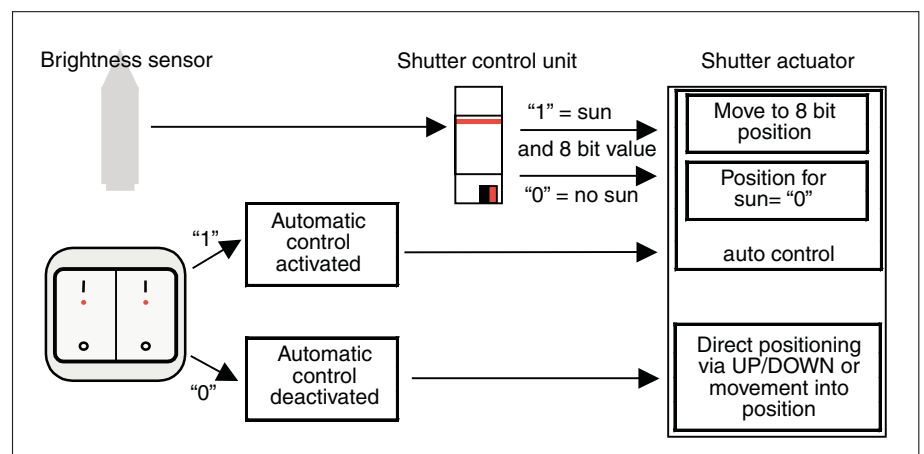 Brightness sensor
Shutter control unit
Shutter actuator
“1” = sun
and 8 bit value
“0” = no sun
Move to 8 bit
position
Position for
sun= “0”
auto control
“1”
Automatic
control
activated
“0”
Automatic
control
deactivated
Direct positioning
via UP/DOWN or
movement into
position